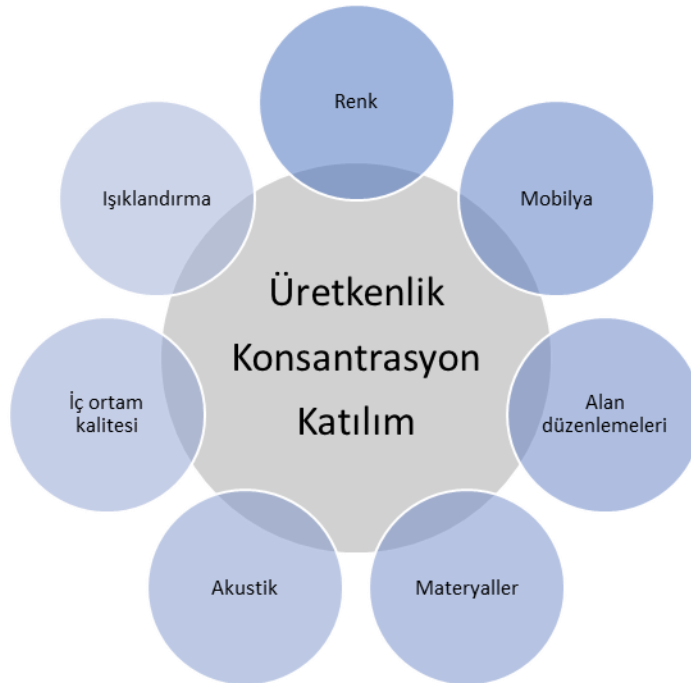 Renk
Mobilya
Alan
düzenlemeleri
Materyaller
Akustik
İç ortam
kalitesi
Işıklandırma
Üretkenlik
Konsantrasyon
Katılım